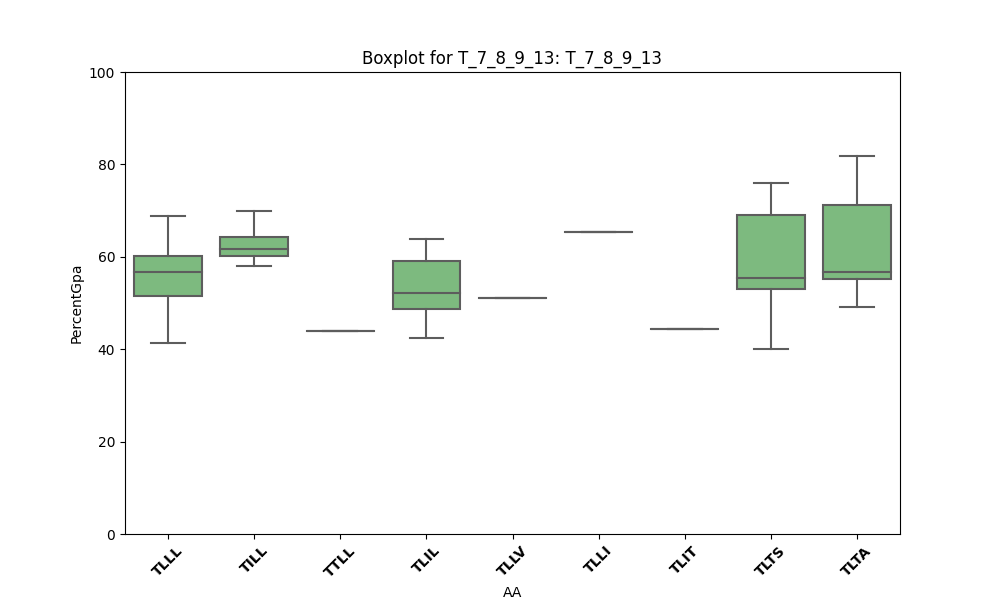 Boxplot for T_7_8_9_13: T_7_8_9_13
100
80
60
40
20
0
PercentGpa
TLLL
TILL
TTLL
TLIL
TLLV
TLLI
TLIT
TLTS
TLTA
AA